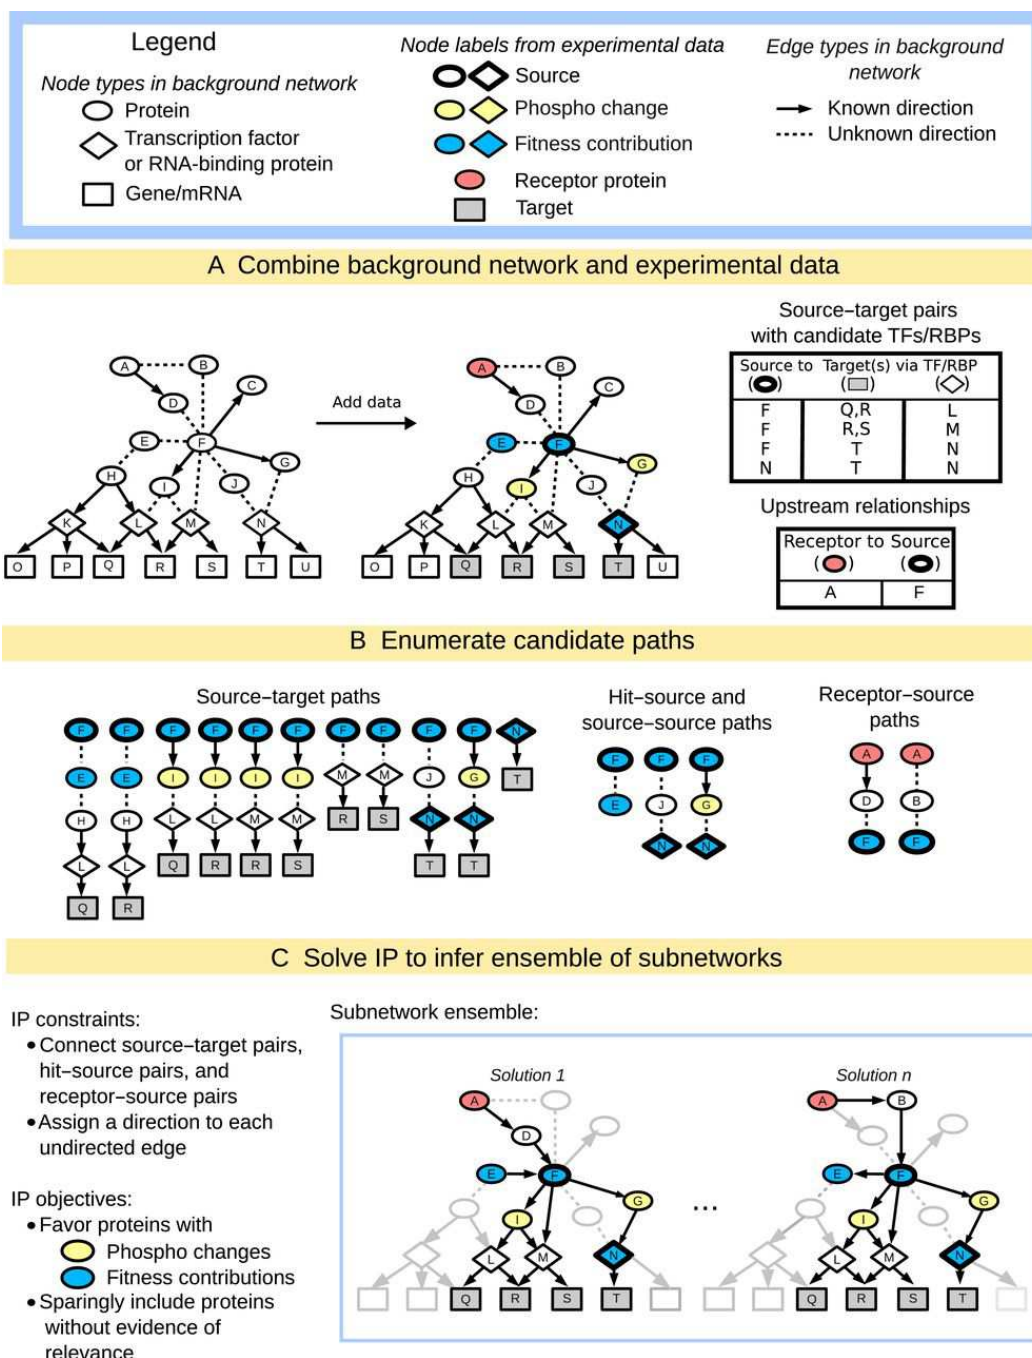 Legend
Node types in background network
Protein
Transcription factor
or RNA-binding protein
Gene/mRNA
Node labels from experimental data
Source
Phospho change
Fitness contribution
Receptor protein
Target
Edge types in background
network
Known direction
Unknown direction
A Combine background network and experimental data
A
B
C
D
E
F
G
H
I
J
K
L
M
N
O
P
Q
R
S
T
U
Add data
A
B
C
D
E
F
G
H
I
J
K
L
M
N
O
P
Q
R
S
T
U
Source–target pairs
with candidate TFs/RBPs
Source to Target(s) via TF/RBP
( ) ( ) ( )
F Q,R L
F R,S M
F T N
N T N
Upstream relationships
Receptor to Source
( ) ( )
A F
B Enumerate candidate paths
Source–target paths
F F F F F F F F F F N
E E I I I I M M J G T
H H L L M M R S N N
L L Q R R S T T
Q R
Hit–source and
source–source paths
F F F
E J G
N N
Receptor–source
paths
A A
D B
F F
C Solve IP to infer ensemble of subnetworks
IP constraints:
• Connect source–target pairs,
hit–source pairs, and
receptor–source pairs
• Assign a direction to each
undirected edge
IP objectives:
• Favor proteins with
Phospho changes
Fitness contributions
• Sparingly include proteins
without evidence of
relevance
Subnetwork ensemble:
Solution 1
A
D
E
F
G
I
L
M
N
Q
R
S
T
...
Solution n
A
B
E
F
G
I
L
M
N
Q
R
S
T